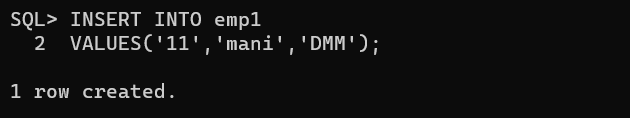 SQL> INSERT INTO emp1
  2  VALUES('11','mani','DMM');
1 row created.